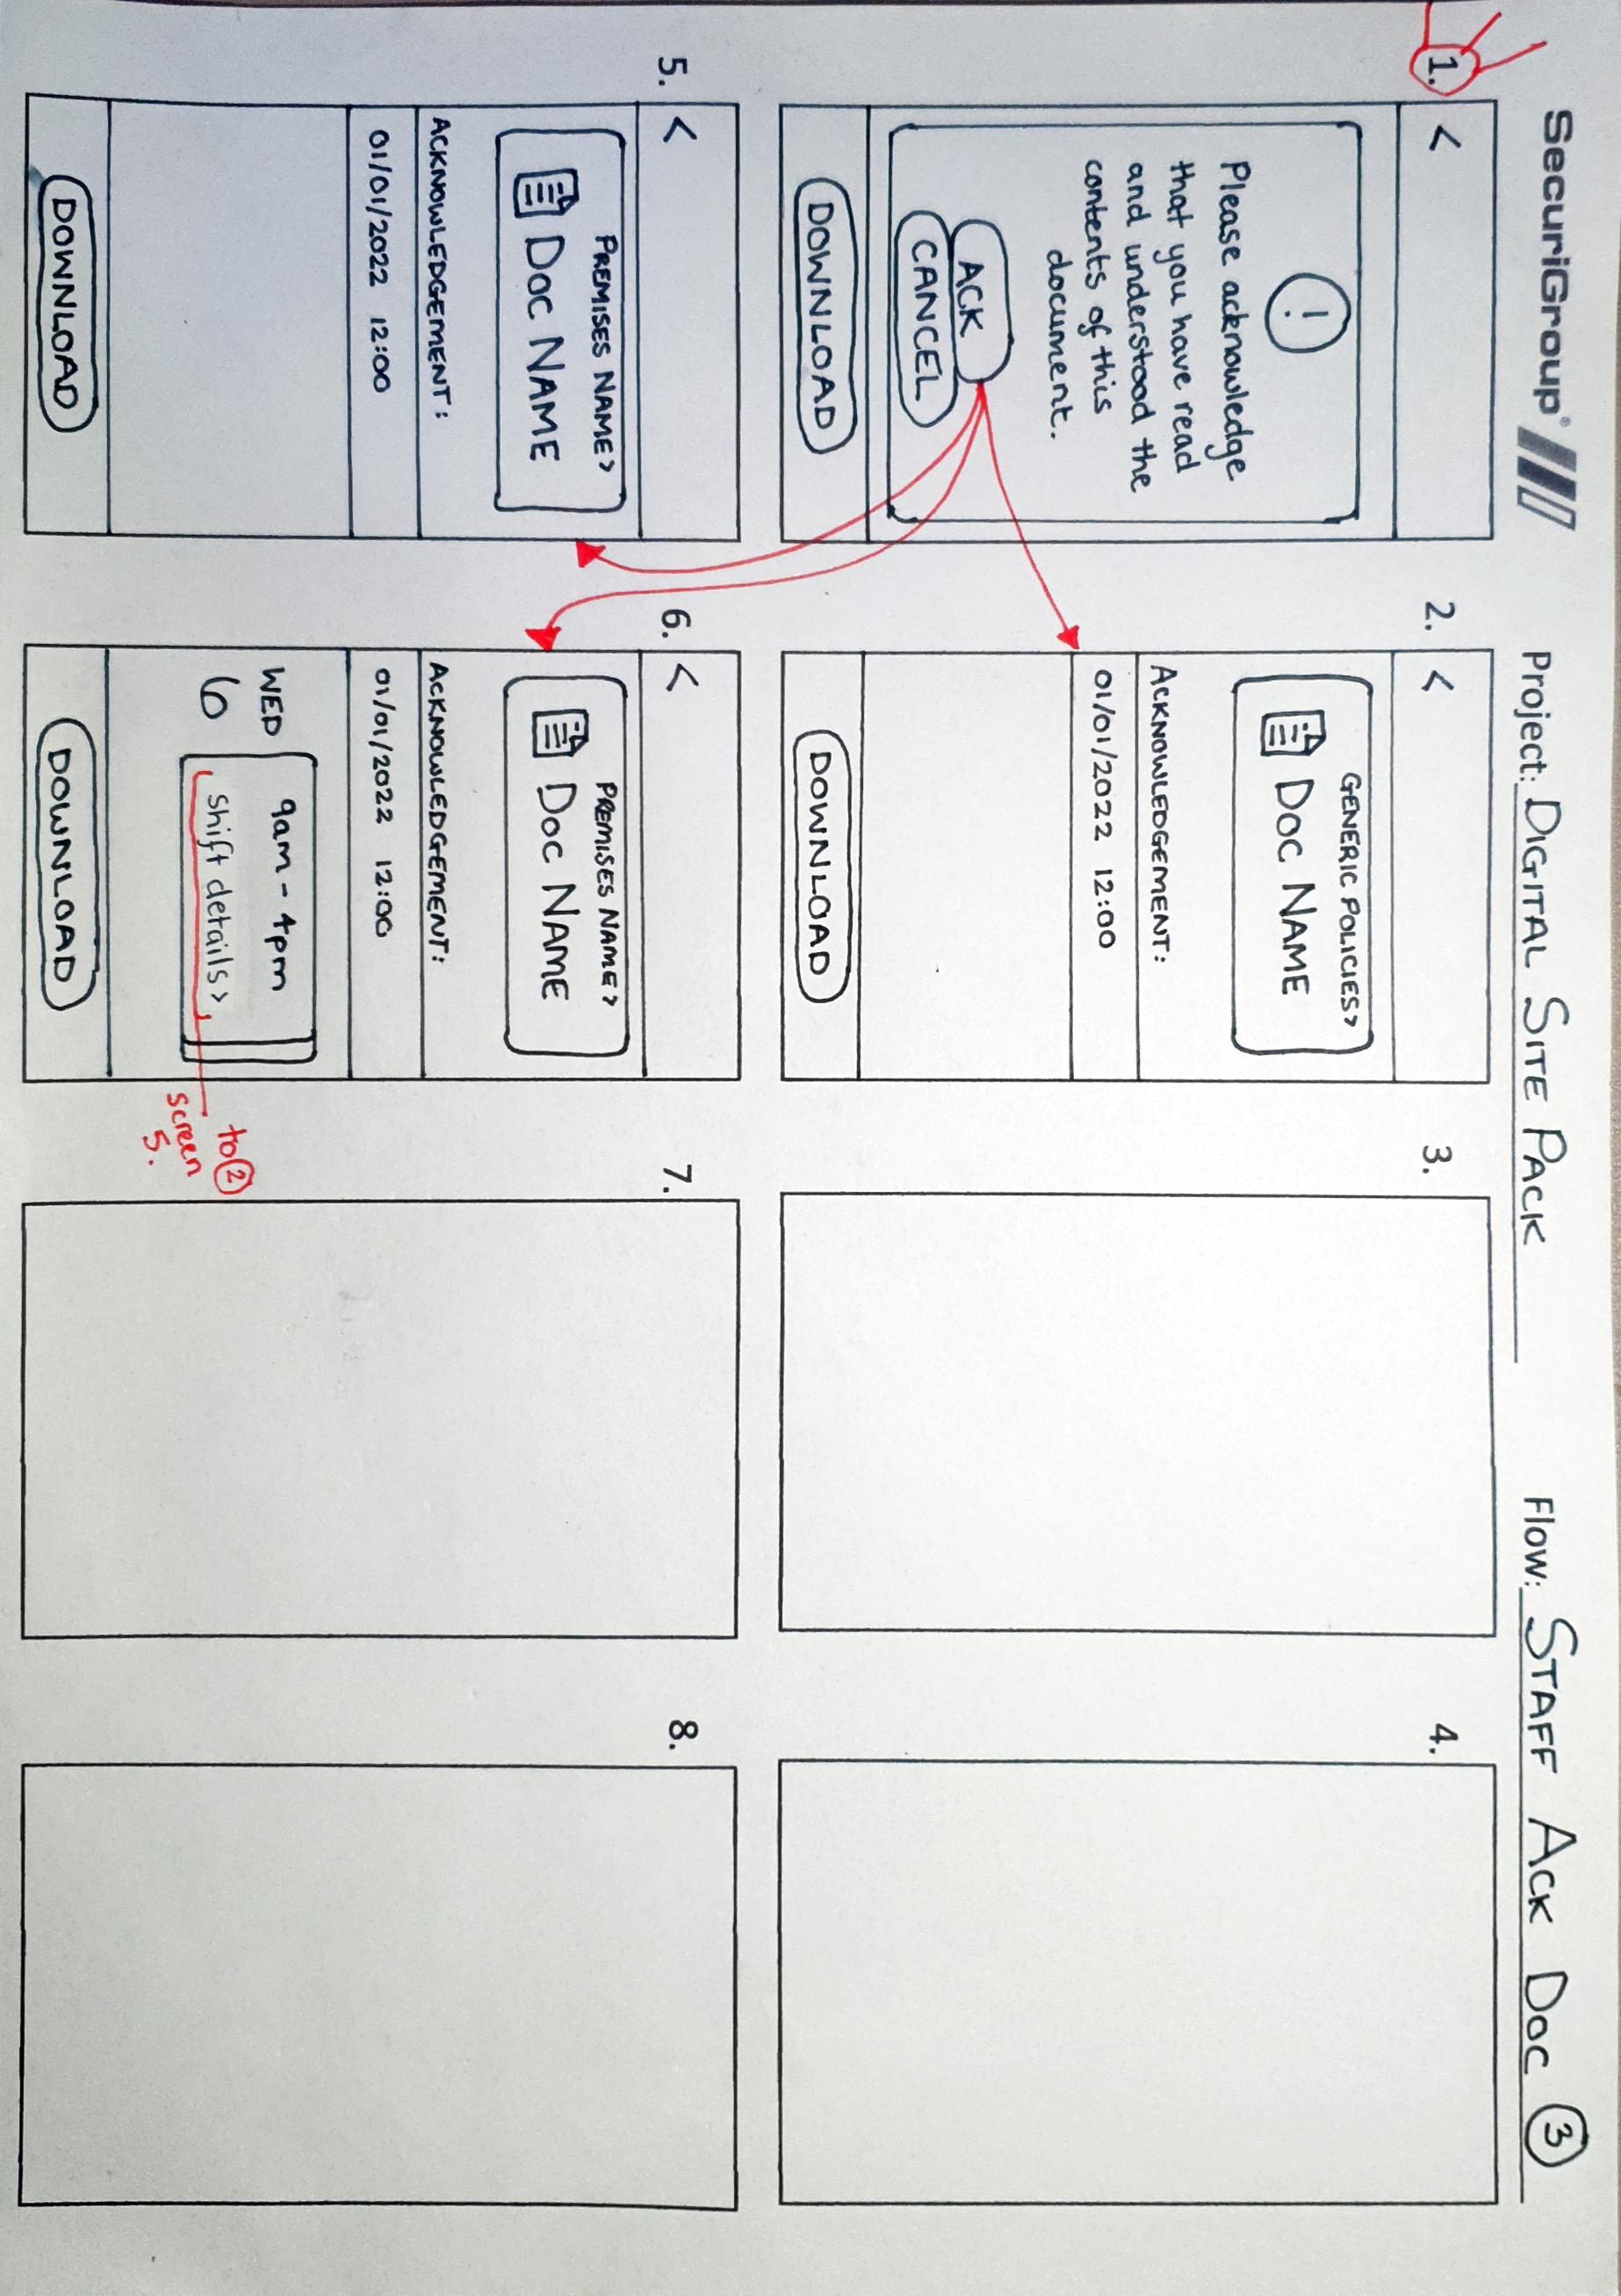 SecuriGroup®
Project: DIGITAL SITE PACK
Flow: STAFF ACK DOC ③
1.
<
!
Please acknowledge
that you have read
and understood the
contents of this
document.
ACK
CANCEL
DOWNLOAD
2.
<
GENERIC POLICIES>
DOC NAME
ACKNOWLEDGEMENT:
01/01/2022 12:00
DOWNLOAD
3.
4.
5.
<
PREMISES NAME>
DOC NAME
ACKNOWLEDGEMENT:
01/01/2022 12:00
DOWNLOAD
6.
<
PREMISES NAME>
DOC NAME
ACKNOWLEDGEMENT:
01/01/2022 12:00
WED
6
9am - 4pm
shift details>
to ②
screen
5.
DOWNLOAD
7.
8.